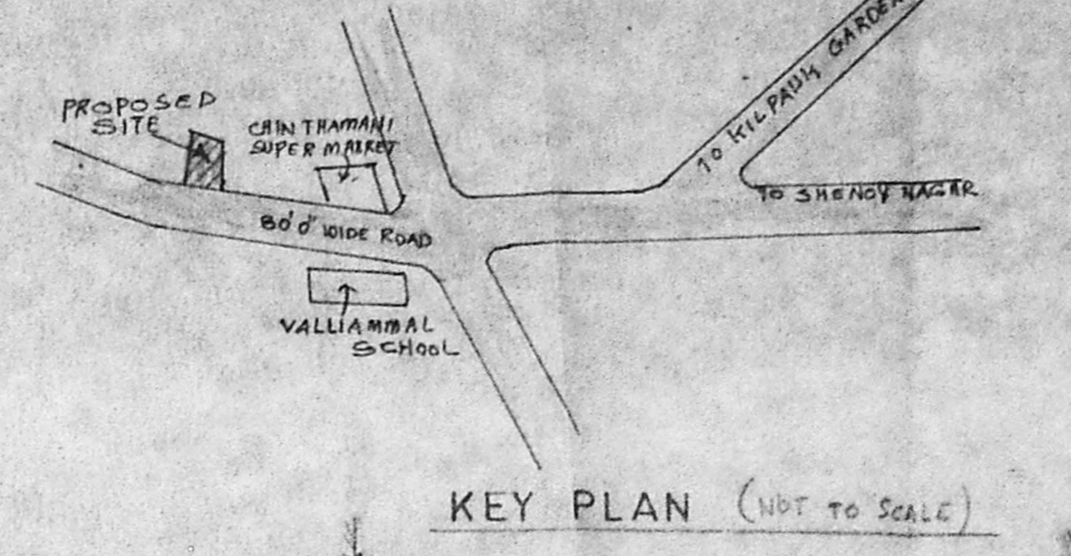 PROPOSED
SITE
CHINTHAMANI
SUPER MARKET
80'0" WIDE ROAD
VALLIAMMAL
SCHOOL
TO KILPAUK GARDEN
TO SHENOY NAGAR
KEY PLAN (NOT TO SCALE)